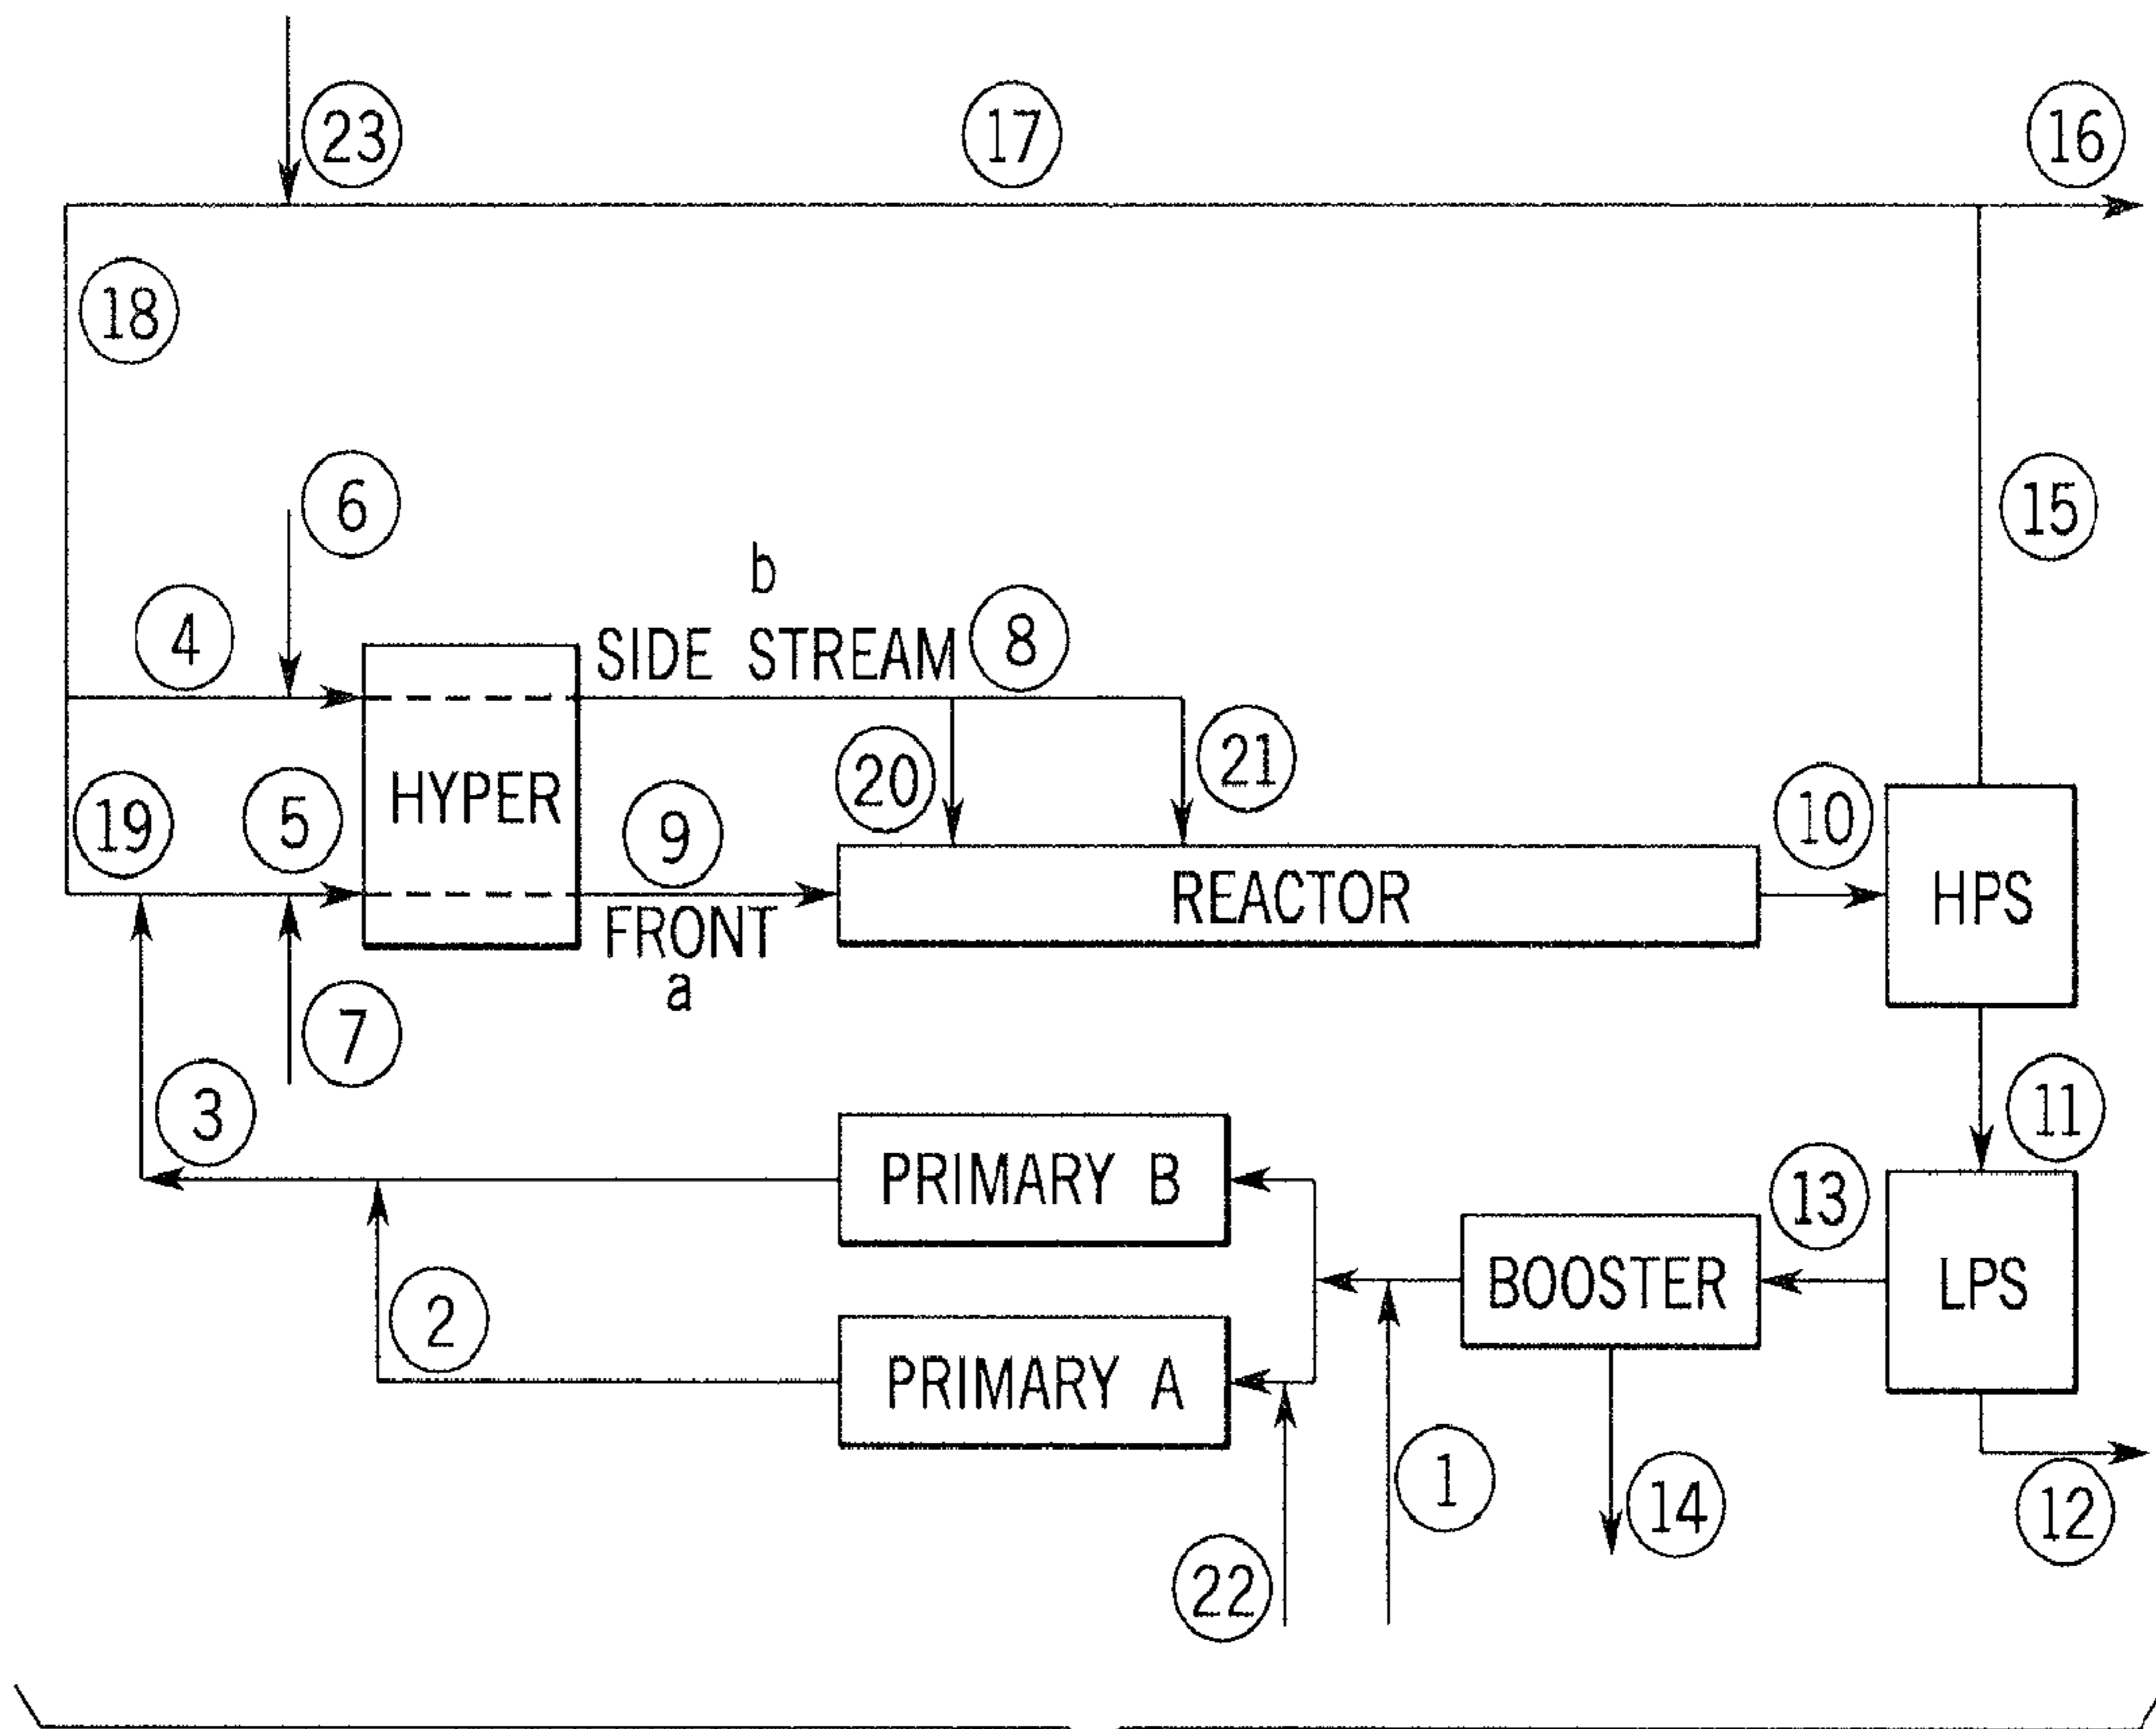 23
17
16
18
6
15
b
4
SIDE STREAM
8
21
20
HYPER
19
5
9
10
REACTOR
HPS
FRONT
a
7
3
11
PRIMARY B
13
2
BOOSTER
LPS
PRIMARY A
1
14
12
22